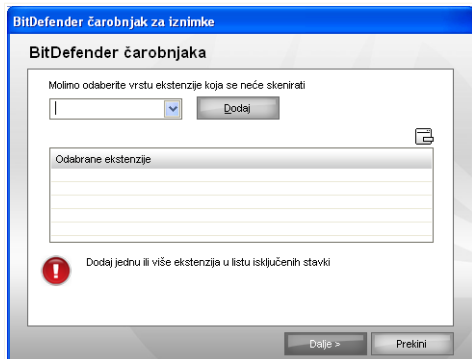 BitDefender čarobnjak za iznimke
BitDefender čarobnjaka
Molimo odaberite vrstu ekstenzije koja se neće skenirati
Dodaj
Odabrane ekstenzije
Dodaj jednu ili više ekstenzija u listu isključenih stavki
Dalje >
Prekini